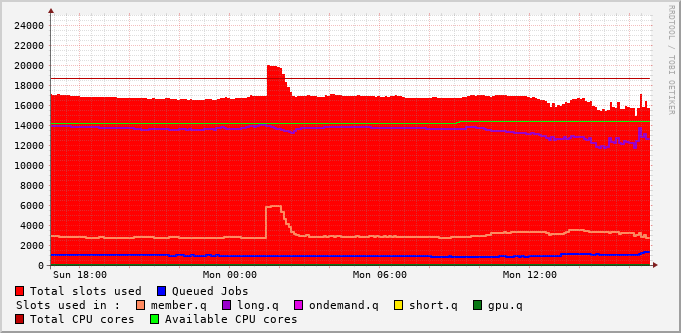 RRDTOOL / TOBI OETIKER
24000
22000
20000
18000
16000
14000
12000
10000
8000
6000
4000
2000
0
Sun 18:00 Mon 00:00 Mon 06:00 Mon 12:00
Total slots used Queued Jobs
Slots used in : member.q long.q ondemand.q short.q gpu.q
Total CPU cores Available CPU cores